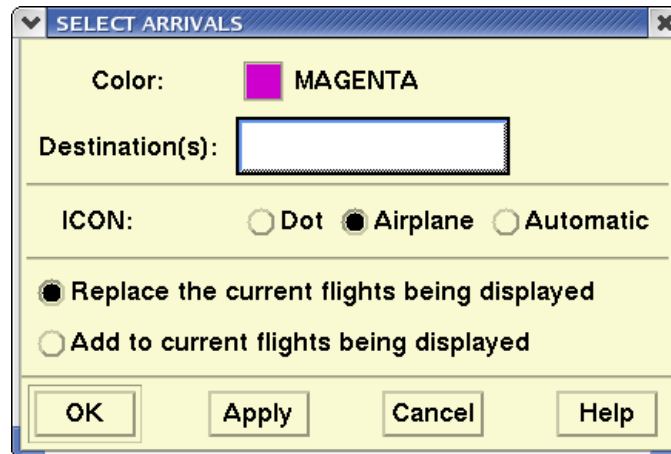 SELECT ARRIVALS
Color: MAGENTA
Destination(s):
ICON: Dot Airplane Automatic
Replace the current flights being displayed
Add to current flights being displayed
OK Apply Cancel Help